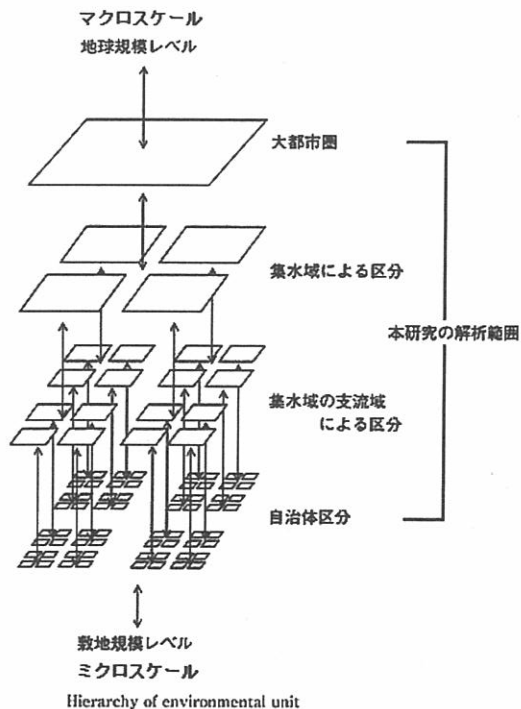 マクロスケール
地球規模レベル
大都市圏
集水域による区分
本研究の解析範囲
集水域の支流域
による区分
自治体区分
敷地規模レベル
ミクロスケール
Hierarchy of environmental unit